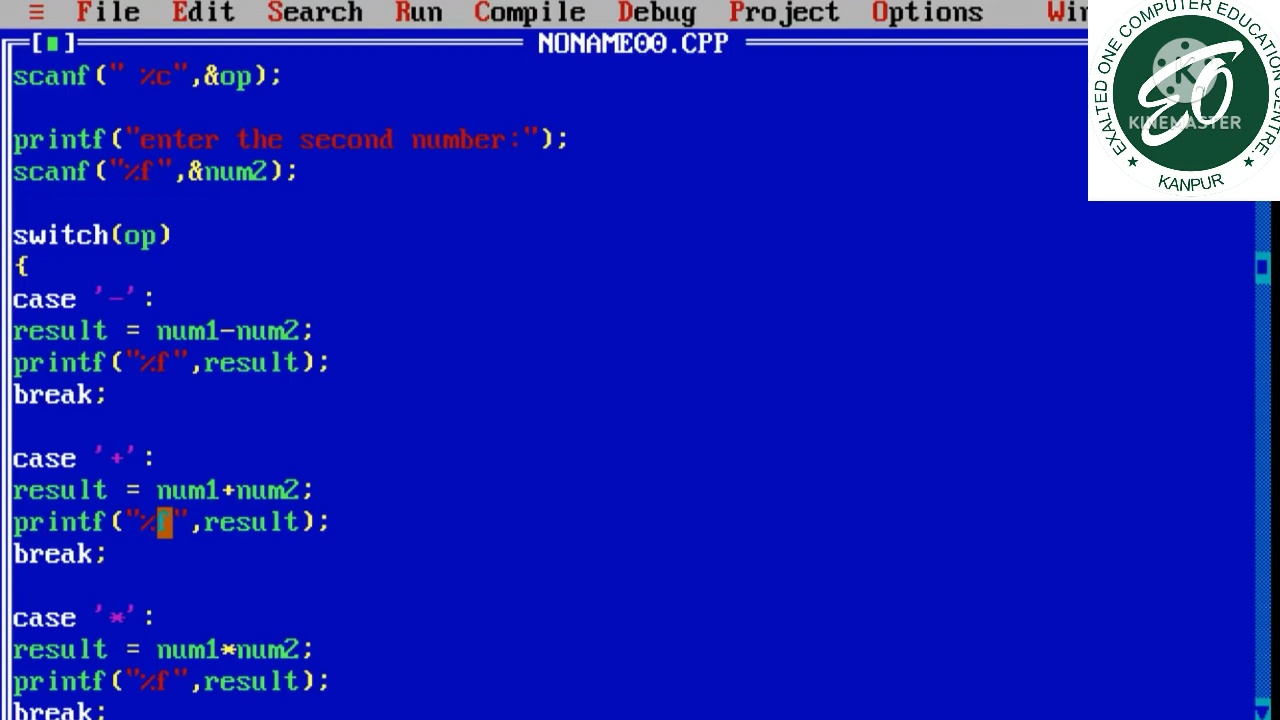 ≡ File Edit Search Run Compile Debug Project Options Win
NONAME00.CPP
scanf(" %c",&op);
printf("enter the second number:");
scanf("%f",&num2);
switch(op)
{
case '-':
result = num1-num2;
printf("%f",result);
break;
case '+':
result = num1+num2;
printf("%f",result);
break;
case '*':
result = num1*num2;
printf("%f",result);
break;
EXALTED ONE COMPUTER EDUCATION CENTRE.
K
EO
KINEMASTER
KANPUR